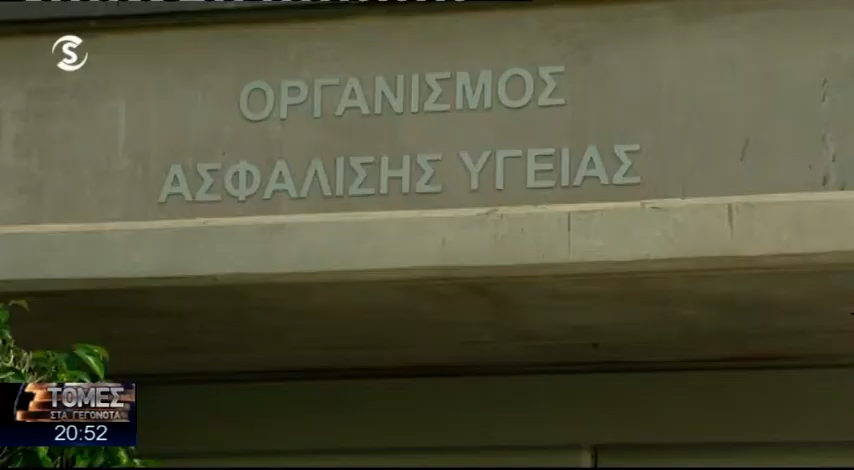 S
ΟΡΓΑΝΙΣΜΟΣ
ΑΣΦΑΛΙΣΗΣ ΥΓΕΙΑΣ
ΤΟΜΕΣ
ΣΤΑ ΓΕΓΟΝΟΤΑ
20:52